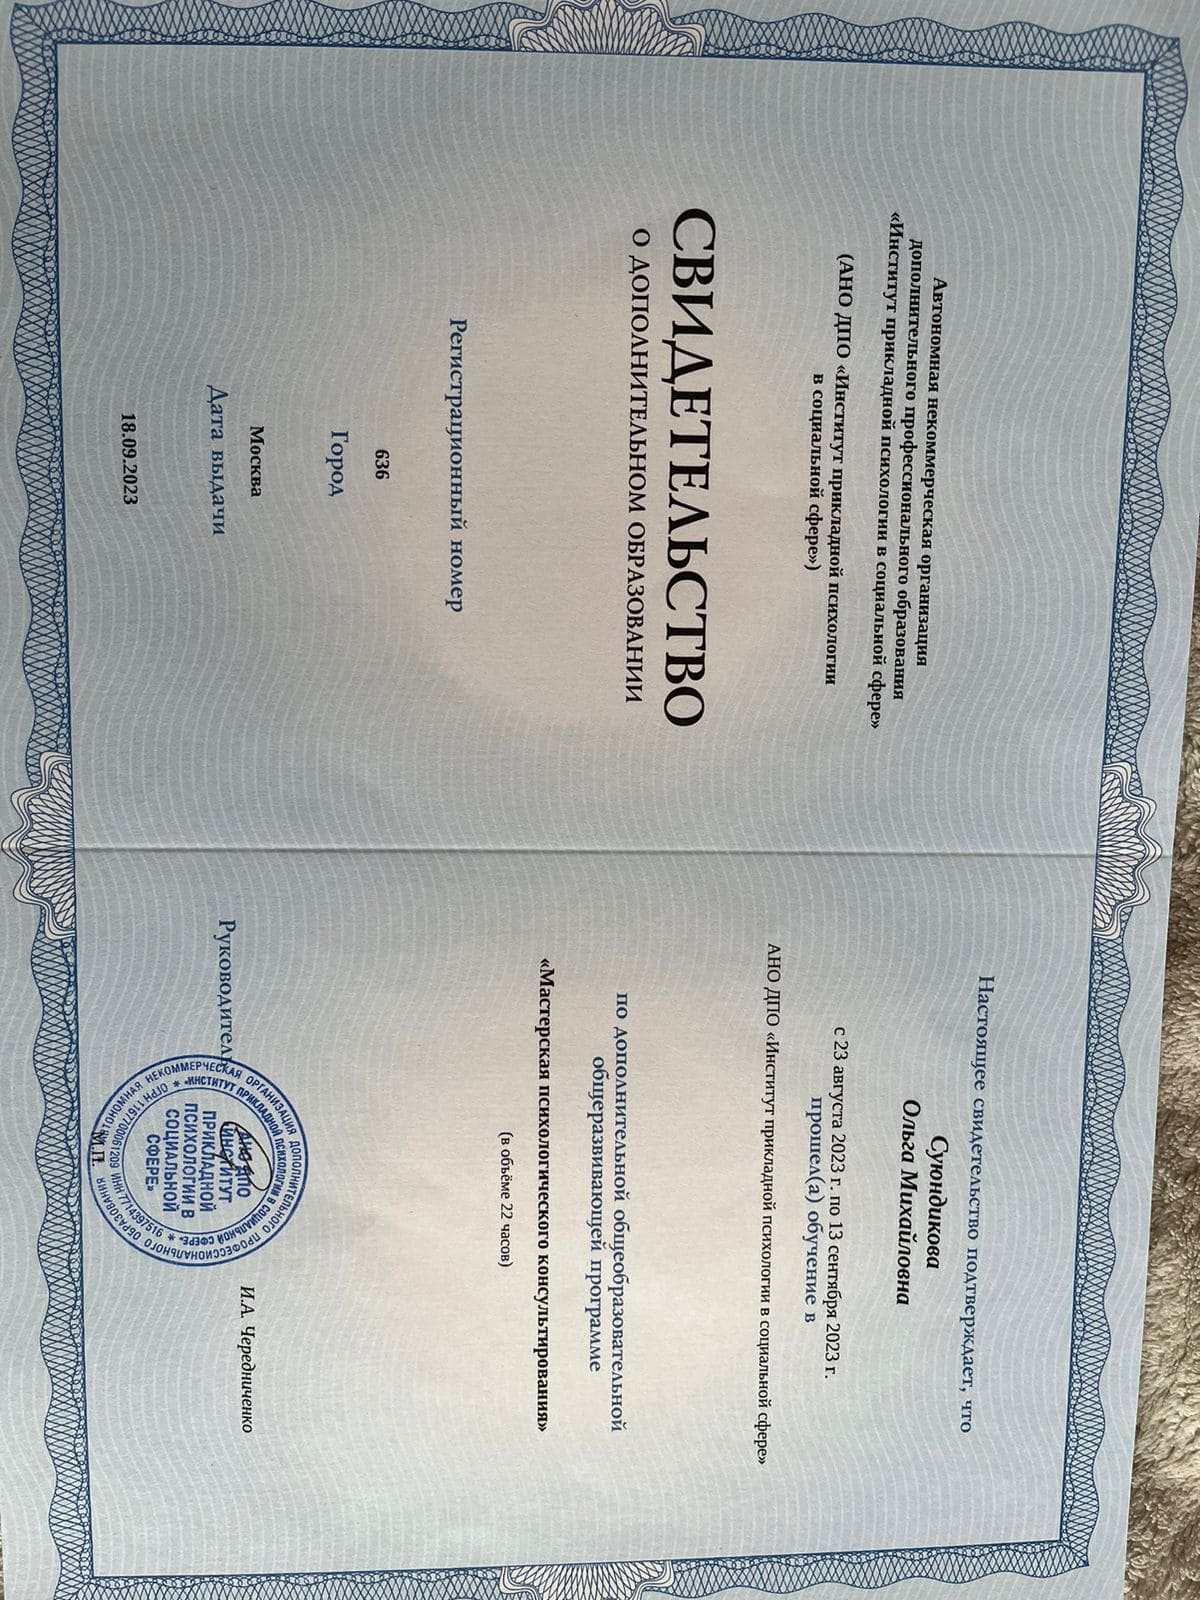 Автономная некоммерческая организация
дополнительного профессионального образования
«Институт прикладной психологии в социальной сфере»
(АНО ДПО «Институт прикладной психологии
в социальной сфере»)
СВИДЕТЕЛЬСТВО
О ДОПОЛНИТЕЛЬНОМ ОБРАЗОВАНИИ
Регистрационный номер
636
Город
Москва
Дата выдачи
18.09.2023
Настоящее свидетельство подтверждает, что
Суюндикова
Ольга Михайловна
с 23 августа 2023 г. по 13 сентября 2023 г.
прошел(а) обучение в
АНО ДПО «Институт прикладной психологии в социальной сфере»
по дополнительной общеобразовательной
общеразвивающей программе
«Мастерская психологического консультирования»
(в объёме 22 часов)
Руководитель
И.А. Чередниченко
М.П.
АВТОНОМНАЯ НЕКОММЕРЧЕСКАЯ ОРГАНИЗАЦИЯ ДОПОЛНИТЕЛЬНОГО ПРОФЕССИОНАЛЬНОГО ОБРАЗОВАНИЯ
«ИНСТИТУТ ПРИКЛАДНОЙ ПСИХОЛОГИИ В СОЦИАЛЬНОЙ СФЕРЕ»
ОГРН 1167700061209 ИНН 7714397516
АНО ДПО
«ИНСТИТУТ
ПРИКЛАДНОЙ
ПСИХОЛОГИИ В
СОЦИАЛЬНОЙ
СФЕРЕ»